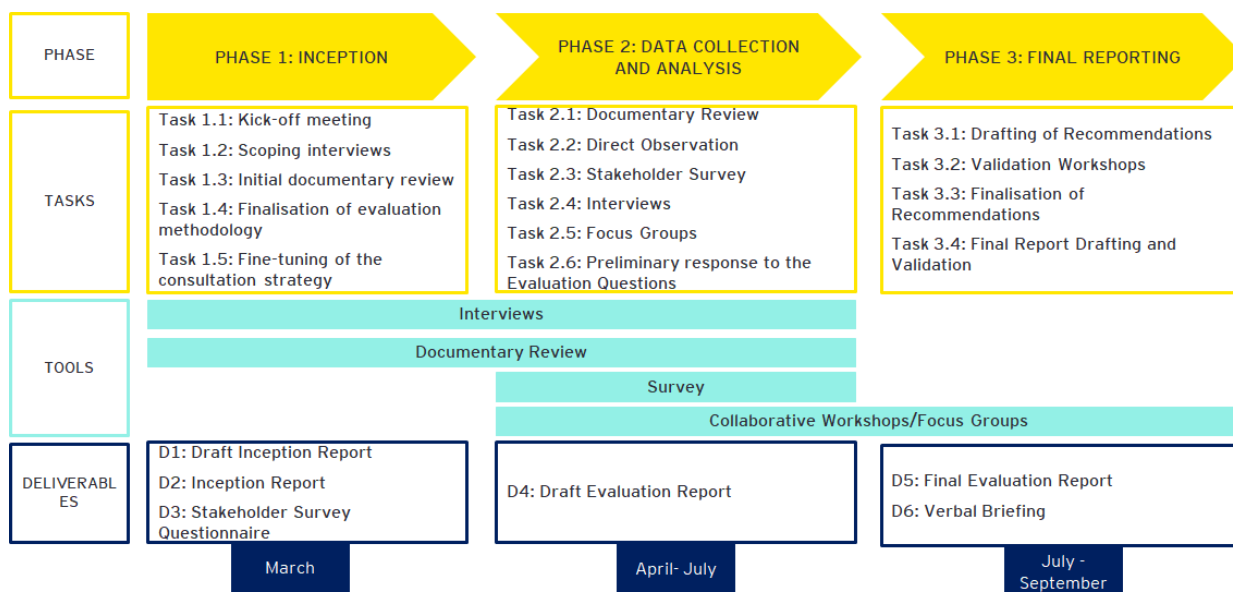 PHASE
PHASE 1: INCEPTION
PHASE 2: DATA COLLECTION
AND ANALYSIS
PHASE 3: FINAL REPORTING
TASKS
Task 1.1: Kick-off meeting
Task 1.2: Scoping interviews
Task 1.3: Initial documentary review
Task 1.4: Finalisation of evaluation
methodology
Task 1.5: Fine-tuning of the
consultation strategy
Task 2.1: Documentary Review
Task 2.2: Direct Observation
Task 2.3: Stakeholder Survey
Task 2.4: Interviews
Task 2.5: Focus Groups
Task 2.6: Preliminary response to the
Evaluation Questions
Task 3.1: Drafting of Recommendations
Task 3.2: Validation Workshops
Task 3.3: Finalisation of
Recommendations
Task 3.4: Final Report Drafting and
Validation
TOOLS
Interviews
Documentary Review
Survey
Collaborative Workshops/Focus Groups
DELIVERABL
ES
D1: Draft Inception Report
D2: Inception Report
D3: Stakeholder Survey
Questionnaire
D4: Draft Evaluation Report
D5: Final Evaluation Report
D6: Verbal Briefing
March
April- July
July -
September